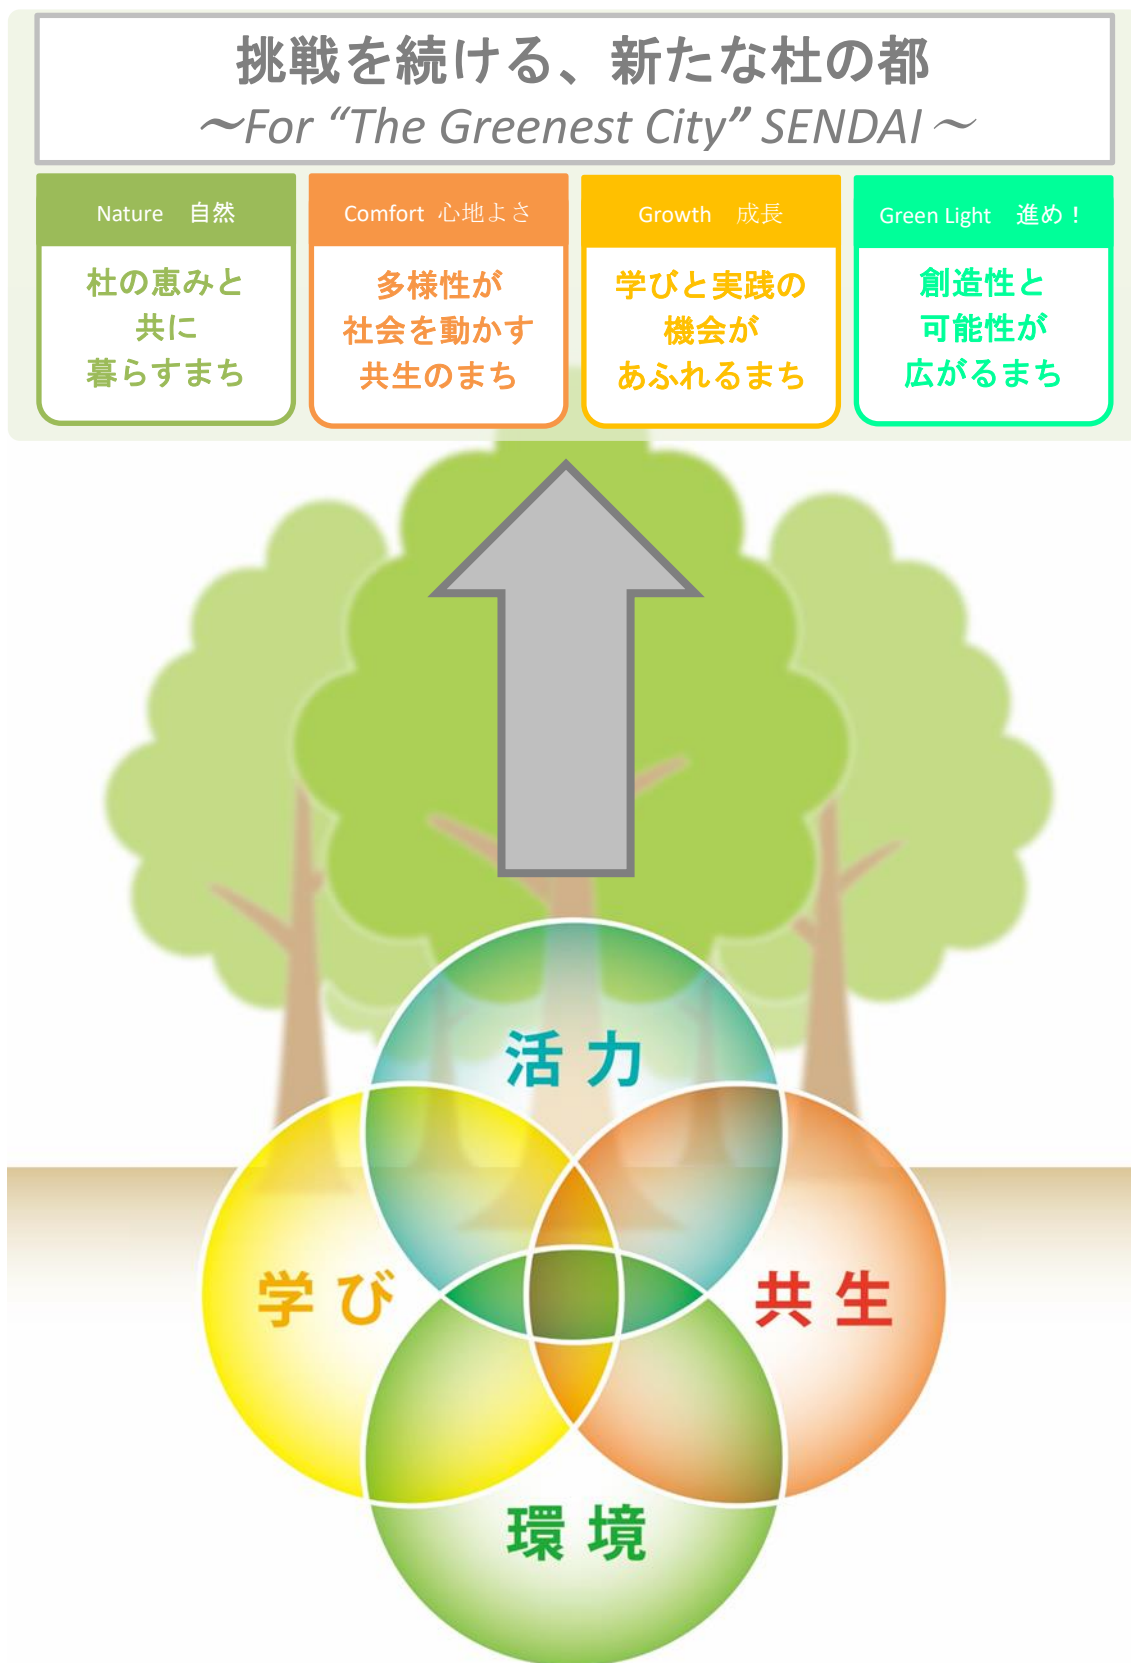 挑戦を続ける、新たな杜の都
～For “The Greenest City” SENDAI～
Nature　自然
杜の恵みと
共に
暮らすまち
Comfort 心地よさ
多様性が
社会を動かす
共生のまち
Growth　成長
学びと実践の
機会が
あふれるまち
Green Light　進め！
創造性と
可能性が
広がるまち
活力
学び
共生
環境